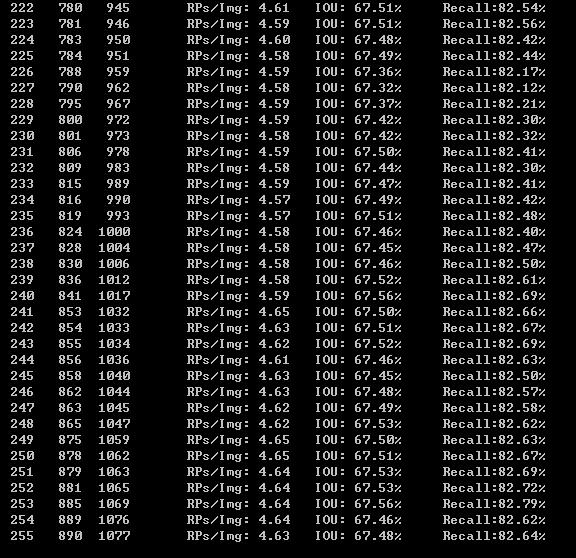 222 780 945 RPs/Img: 4.61 IOU: 67.51% Recall:82.54%
223 781 946 RPs/Img: 4.59 IOU: 67.51% Recall:82.56%
224 783 950 RPs/Img: 4.60 IOU: 67.48% Recall:82.42%
225 784 951 RPs/Img: 4.58 IOU: 67.49% Recall:82.44%
226 788 959 RPs/Img: 4.59 IOU: 67.36% Recall:82.17%
227 790 962 RPs/Img: 4.58 IOU: 67.32% Recall:82.12%
228 795 967 RPs/Img: 4.59 IOU: 67.37% Recall:82.21%
229 800 972 RPs/Img: 4.59 IOU: 67.42% Recall:82.30%
230 801 973 RPs/Img: 4.58 IOU: 67.42% Recall:82.32%
231 806 978 RPs/Img: 4.59 IOU: 67.50% Recall:82.41%
232 809 983 RPs/Img: 4.58 IOU: 67.44% Recall:82.30%
233 815 989 RPs/Img: 4.59 IOU: 67.47% Recall:82.41%
234 816 990 RPs/Img: 4.57 IOU: 67.49% Recall:82.42%
235 819 993 RPs/Img: 4.57 IOU: 67.51% Recall:82.48%
236 824 1000 RPs/Img: 4.58 IOU: 67.46% Recall:82.40%
237 828 1004 RPs/Img: 4.58 IOU: 67.45% Recall:82.47%
238 830 1006 RPs/Img: 4.58 IOU: 67.46% Recall:82.50%
239 836 1012 RPs/Img: 4.58 IOU: 67.52% Recall:82.61%
240 841 1017 RPs/Img: 4.59 IOU: 67.56% Recall:82.69%
241 853 1032 RPs/Img: 4.65 IOU: 67.50% Recall:82.66%
242 854 1033 RPs/Img: 4.63 IOU: 67.51% Recall:82.67%
243 855 1034 RPs/Img: 4.62 IOU: 67.52% Recall:82.69%
244 856 1036 RPs/Img: 4.61 IOU: 67.46% Recall:82.63%
245 858 1040 RPs/Img: 4.63 IOU: 67.45% Recall:82.50%
246 862 1044 RPs/Img: 4.63 IOU: 67.48% Recall:82.57%
247 863 1045 RPs/Img: 4.62 IOU: 67.49% Recall:82.58%
248 865 1047 RPs/Img: 4.62 IOU: 67.53% Recall:82.62%
249 875 1059 RPs/Img: 4.65 IOU: 67.50% Recall:82.63%
250 878 1062 RPs/Img: 4.65 IOU: 67.51% Recall:82.67%
251 879 1063 RPs/Img: 4.64 IOU: 67.53% Recall:82.69%
252 881 1065 RPs/Img: 4.64 IOU: 67.53% Recall:82.72%
253 885 1069 RPs/Img: 4.64 IOU: 67.56% Recall:82.79%
254 889 1076 RPs/Img: 4.64 IOU: 67.46% Recall:82.62%
255 890 1077 RPs/Img: 4.63 IOU: 67.48% Recall:82.64%